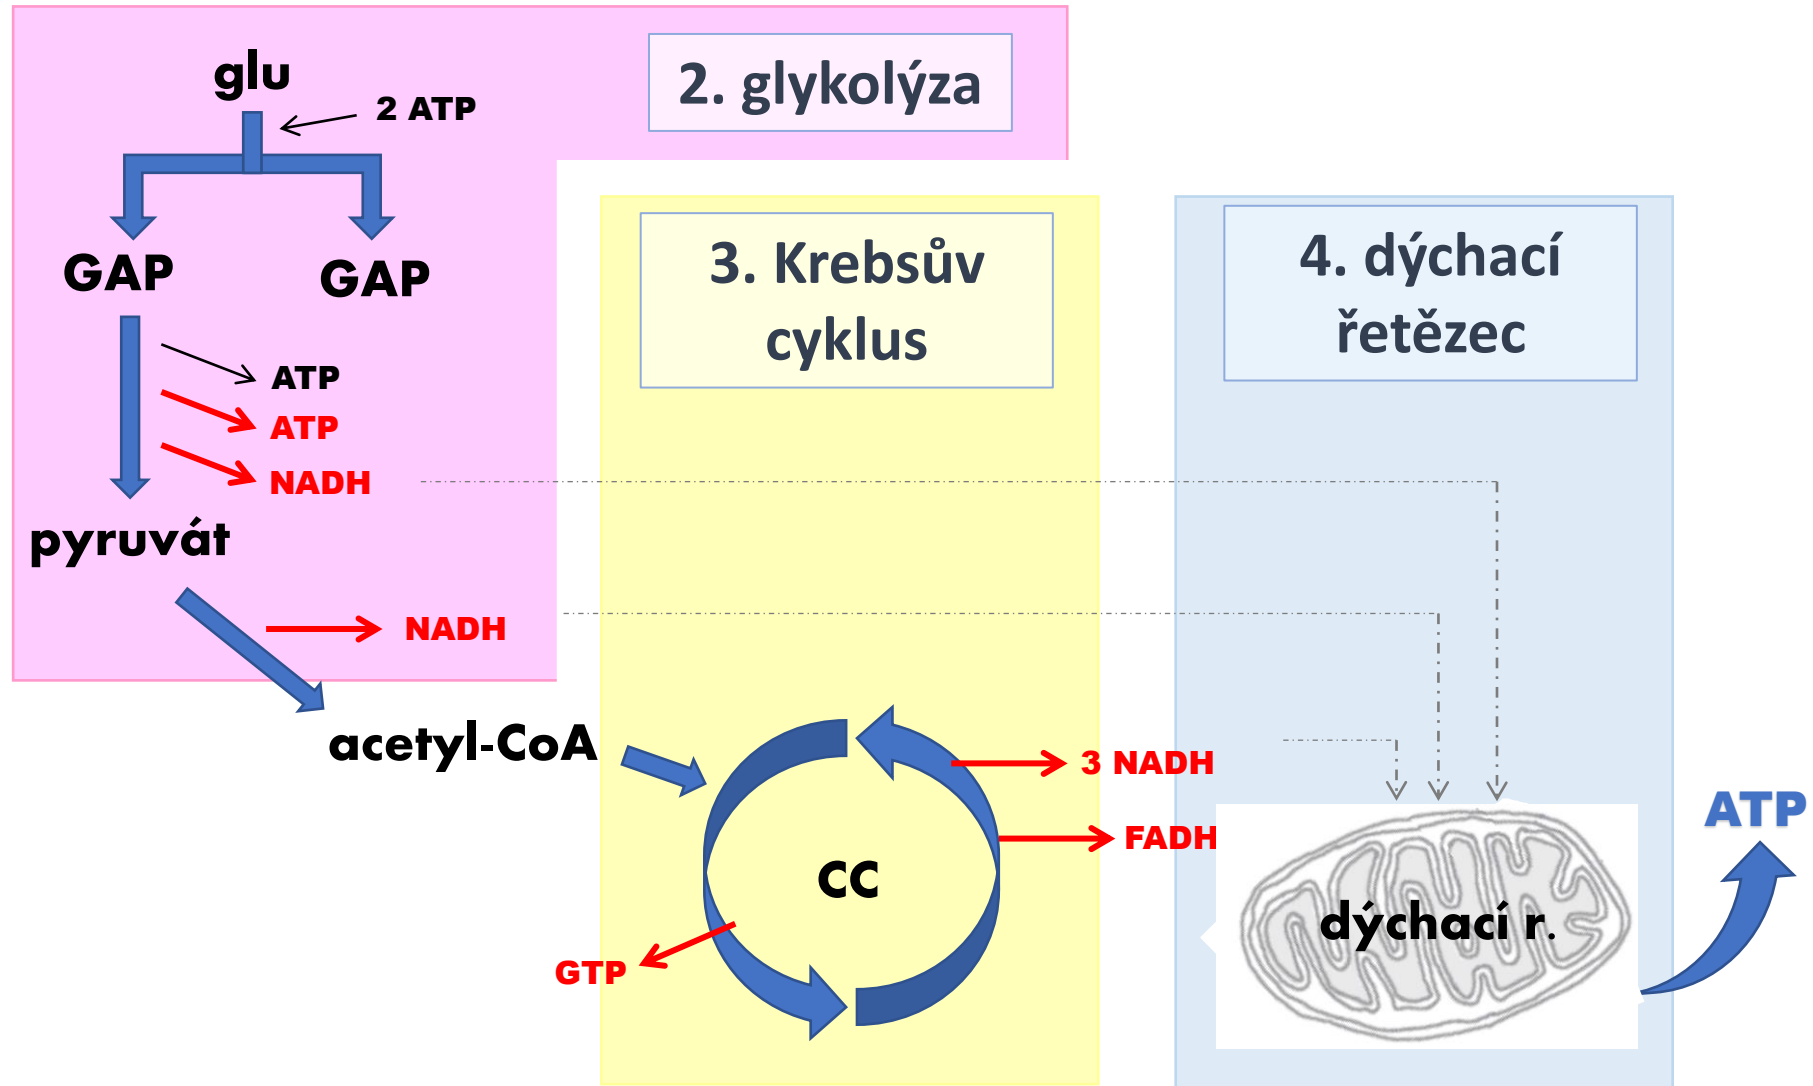 glu
2 ATP
2. glykolýza
GAP
GAP
3. Krebsův
cyklus
4. dýchací
řetězec
ATP
ATP
NADH
pyruvát
NADH
acetyl-CoA
3 NADH
FADH
CC
GTP
dýchací r.
ATP